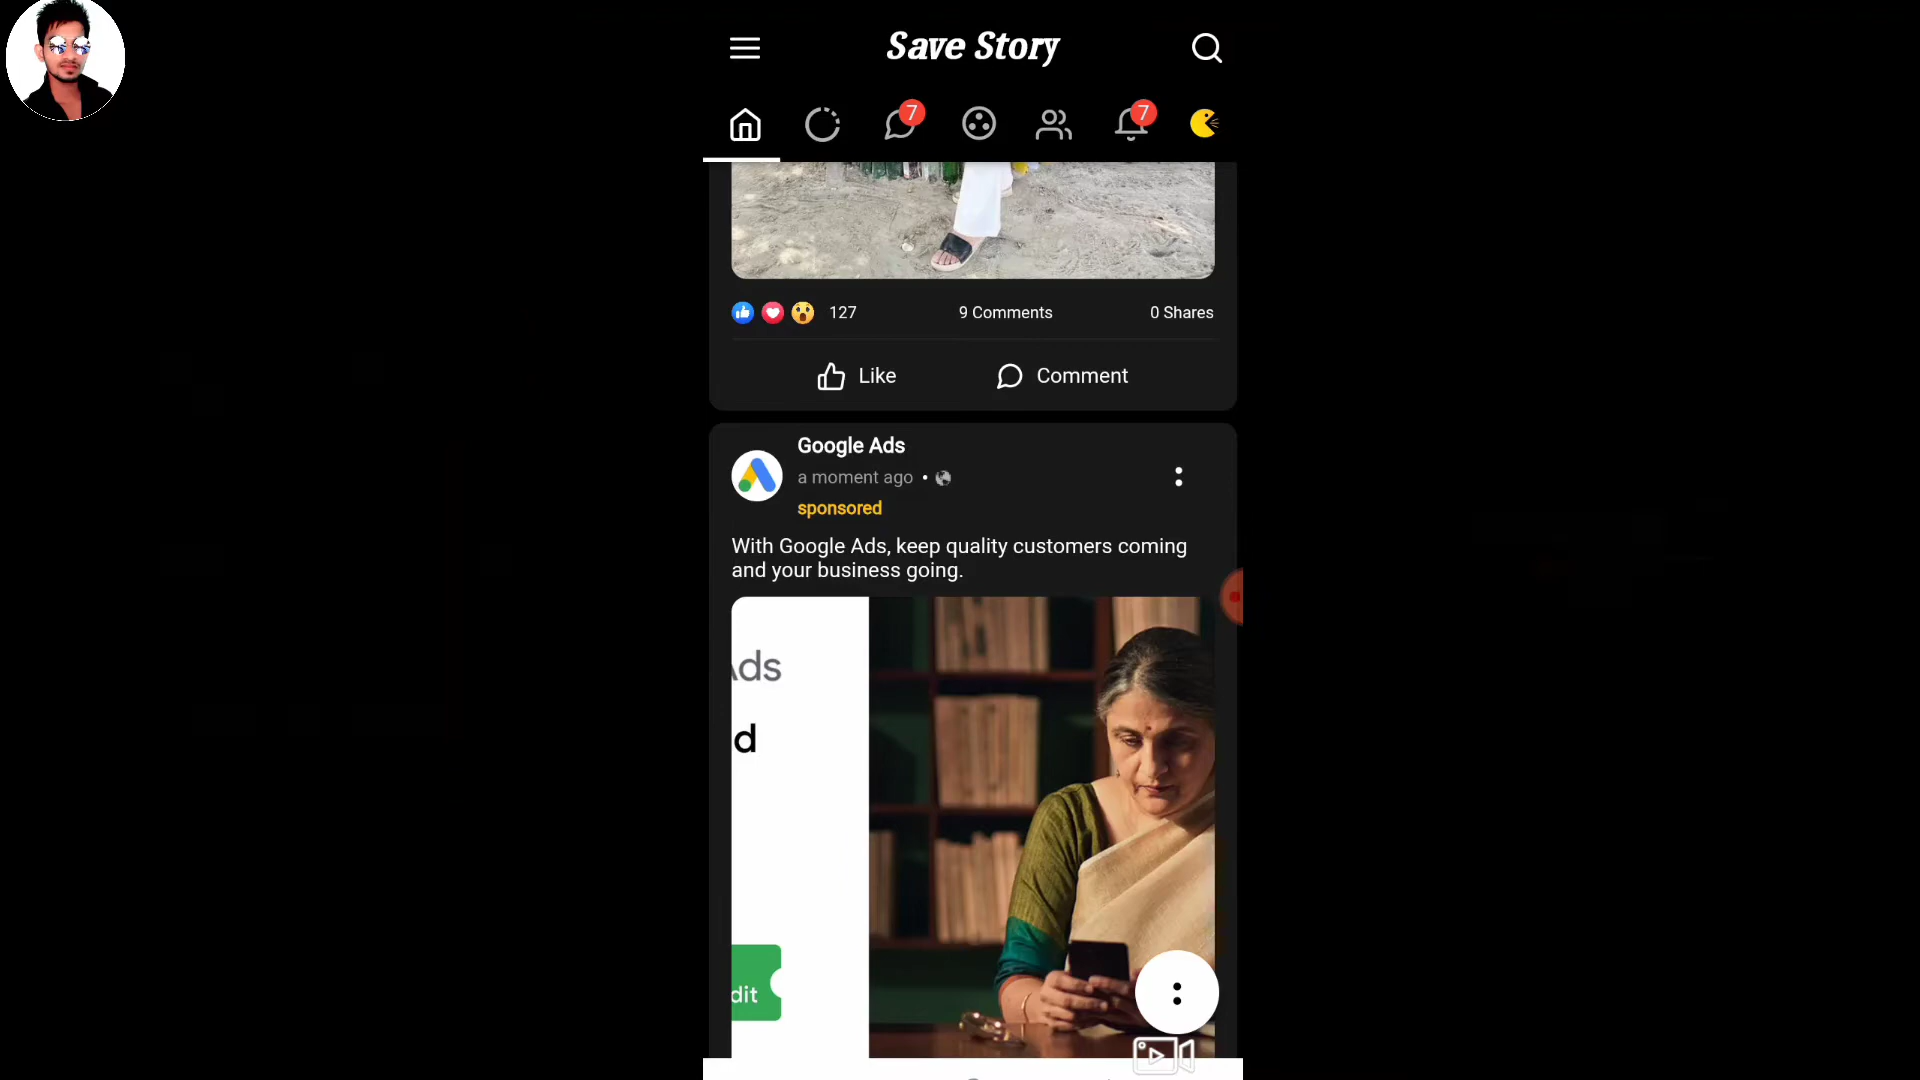 Save Story
7
7
127
9 Comments
0 Shares
Like
Comment
Google Ads
a moment ago •
sponsored
With Google Ads, keep quality customers coming
and your business going.
Ads
d
dit